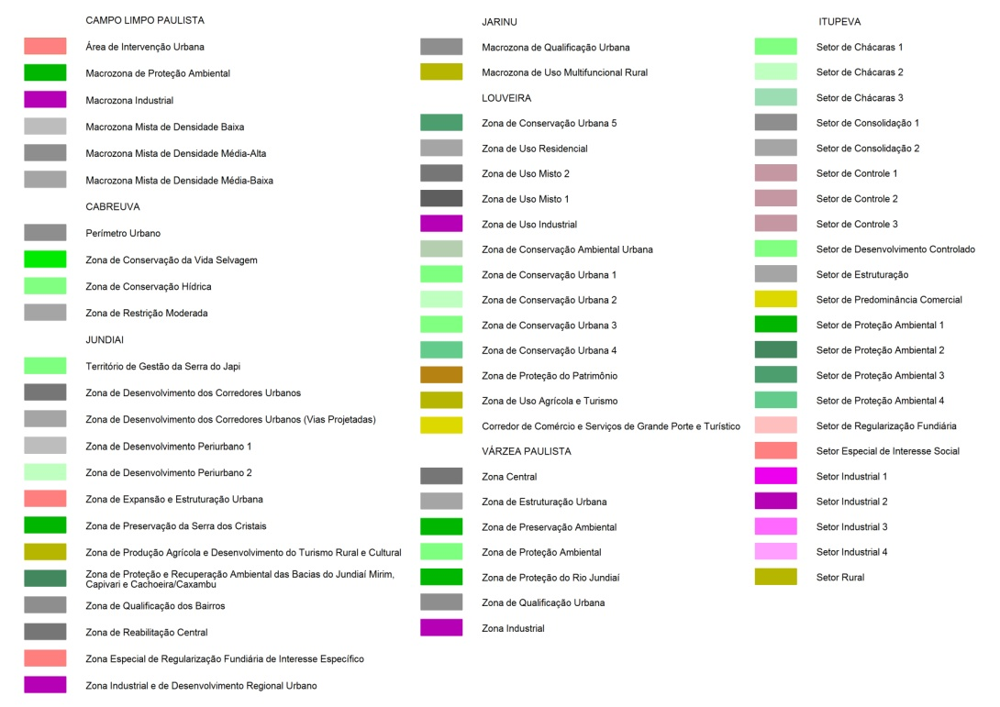 CAMPO LIMPO PAULISTA
Área de Intervenção Urbana
Macrozona de Proteção Ambiental
Macrozona Industrial
Macrozona Mista de Densidade Baixa
Macrozona Mista de Densidade Média-Alta
Macrozona Mista de Densidade Média-Baixa
CABREUVA
Perímetro Urbano
Zona de Conservação da Vida Selvagem
Zona de Conservação Hídrica
Zona de Restrição Moderada
JUNDIAI
Território de Gestão da Serra do Japi
Zona de Desenvolvimento dos Corredores Urbanos
Zona de Desenvolvimento dos Corredores Urbanos (Vias Projetadas)
Zona de Desenvolvimento Periurbano 1
Zona de Desenvolvimento Periurbano 2
Zona de Expansão e Estruturação Urbana
Zona de Preservação da Serra dos Cristais
Zona de Produção Agrícola e Desenvolvimento do Turismo Rural e Cultural
Zona de Proteção e Recuperação Ambiental das Bacias do Jundiaí Mirim,
Capivari e Cachoeira/Caxambu
Zona de Qualificação dos Bairros
Zona de Reabilitação Central
Zona Especial de Regularização Fundiária de Interesse Específico
Zona Industrial e de Desenvolvimento Regional Urbano
JARINU
Macrozona de Qualificação Urbana
Macrozona de Uso Multifuncional Rural
LOUVEIRA
Zona de Conservação Urbana 5
Zona de Uso Residencial
Zona de Uso Misto 2
Zona de Uso Misto 1
Zona de Uso Industrial
Zona de Conservação Ambiental Urbana
Zona de Conservação Urbana 1
Zona de Conservação Urbana 2
Zona de Conservação Urbana 3
Zona de Conservação Urbana 4
Zona de Proteção do Patrimônio
Zona de Uso Agrícola e Turismo
Corredor de Comércio e Serviços de Grande Porte e Turístico
VÁRZEA PAULISTA
Zona Central
Zona de Estruturação Urbana
Zona de Preservação Ambiental
Zona de Proteção Ambiental
Zona de Proteção do Rio Jundiaí
Zona de Qualificação Urbana
Zona Industrial
ITUPEVA
Setor de Chácaras 1
Setor de Chácaras 2
Setor de Chácaras 3
Setor de Consolidação 1
Setor de Consolidação 2
Setor de Controle 1
Setor de Controle 2
Setor de Controle 3
Setor de Desenvolvimento Controlado
Setor de Estruturação
Setor de Predominância Comercial
Setor de Proteção Ambiental 1
Setor de Proteção Ambiental 2
Setor de Proteção Ambiental 3
Setor de Proteção Ambiental 4
Setor de Regularização Fundiária
Setor Especial de Interesse Social
Setor Industrial 1
Setor Industrial 2
Setor Industrial 3
Setor Industrial 4
Setor Rural